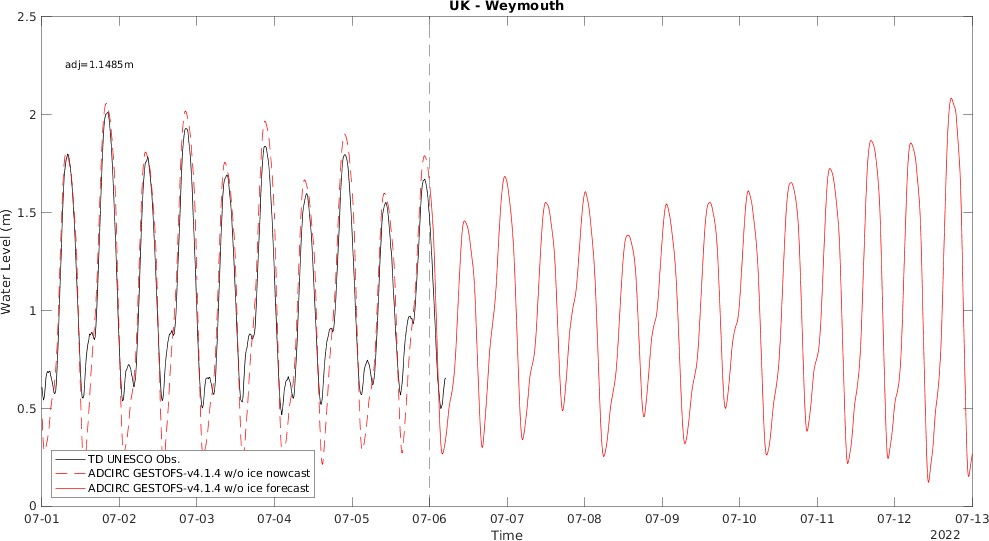 UK - Weymouth
2.5
adj=1.1485m
2
1.5
Water Level (m)
1
0.5
TD UNESCO Obs.
ADCIRC GESTOFS-v4.1.4 w/o ice nowcast
ADCIRC GESTOFS-v4.1.4 w/o ice forecast
0
07-01 07-02 07-03 07-04 07-05 07-06 07-07 07-08 07-09 07-10 07-11 07-12 07-13
Time
2022